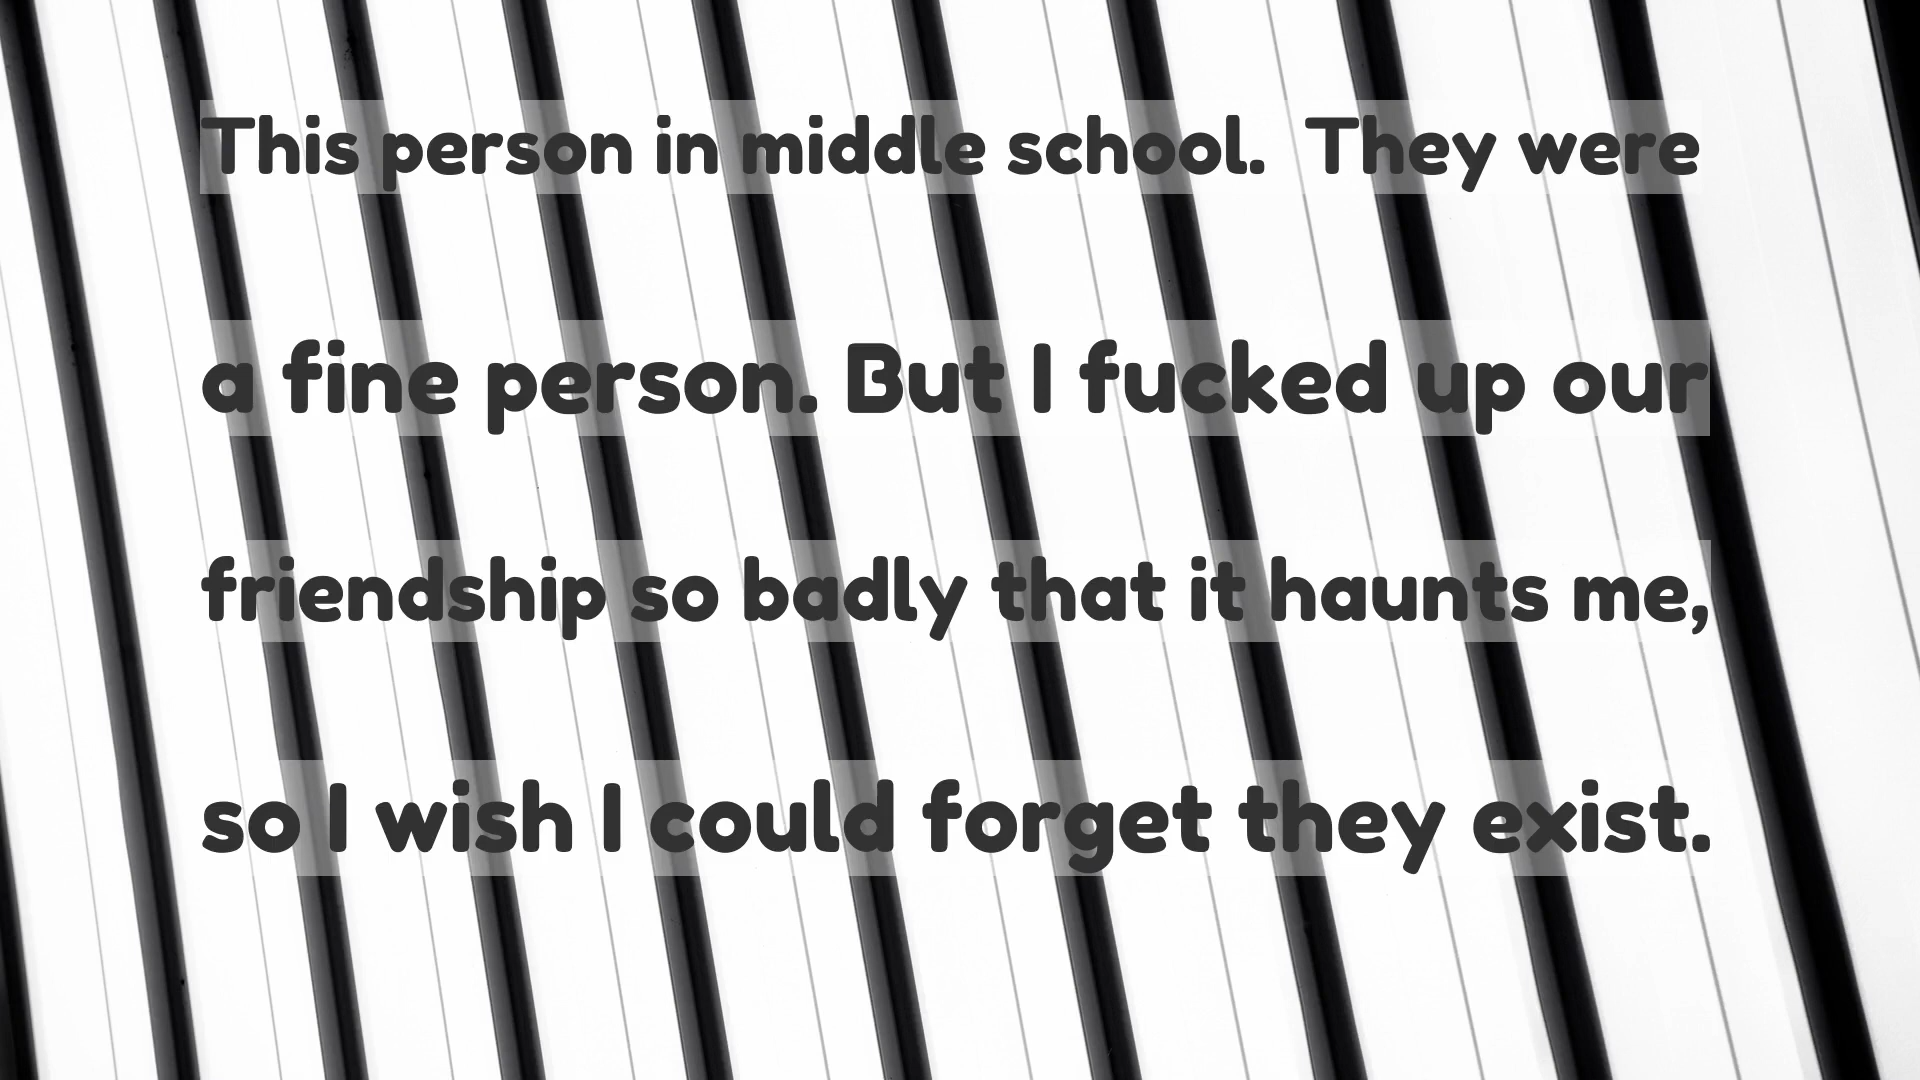 This person in middle school.  They were
a fine person. But I fucked up our
friendship so badly that it haunts me,
so I wish I could forget they exist.